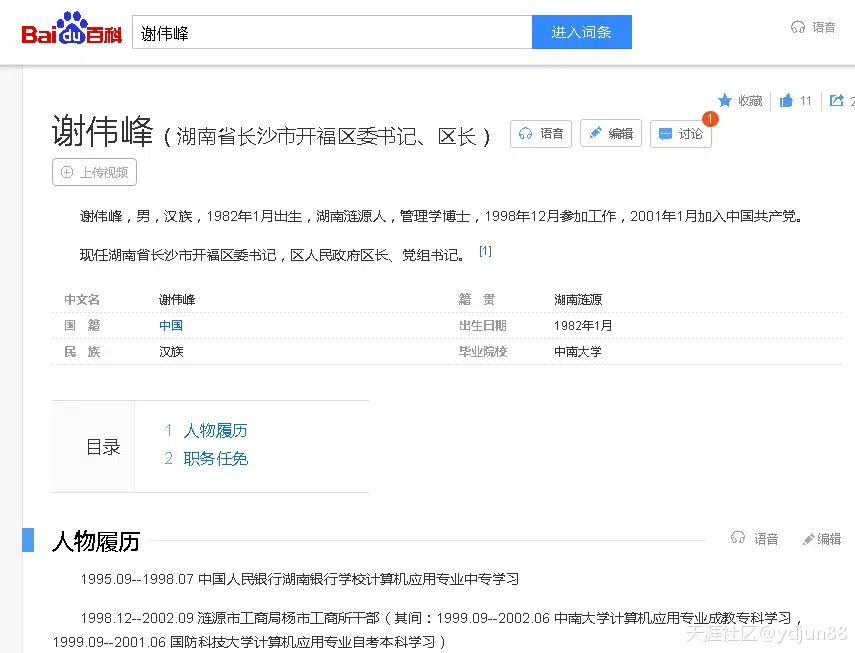 Bai du 百科
谢伟峰
进入词条
语音
收藏 11 2
谢伟峰（湖南省长沙市开福区委书记、区长） 语音 编辑 讨论 1
上传视频
谢伟峰，男，汉族，1982年1月出生，湖南涟源人，管理学博士，1998年12月参加工作，2001年1月加入中国共产党。
现任湖南省长沙市开福区委书记，区人民政府区长、党组书记。 [1]
中文名 谢伟峰 籍 贯 湖南涟源
国 籍 中国 出生日期 1982年1月
民 族 汉族 毕业院校 中南大学
目录
1 人物履历
2 职务任免
人物履历 语音 编辑
1995.09--1998.07 中国人民银行湖南银行学校计算机应用专业中专学习
1998.12--2002.09 涟源市工商局杨市工商所干部（其间：1999.09--2002.06 中南大学计算机应用专业成教专科学习，
1999.09--2001.06 国防科技大学计算机应用专业自考本科学习）
天涯社区@ydjun88